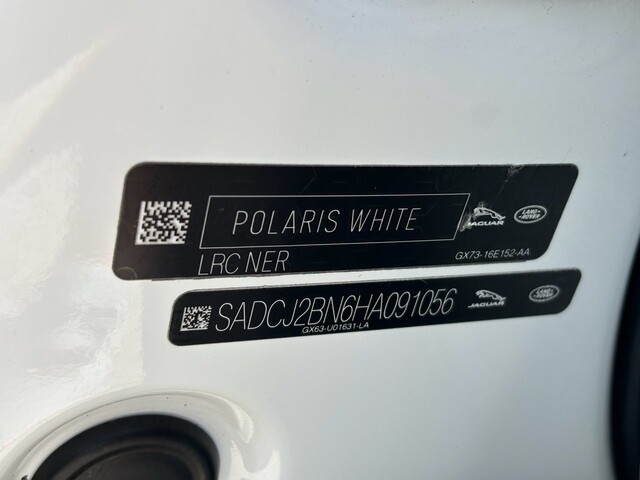 POLARIS WHITE
JAGUAR
LAND ROVER
LRC NER
GX73-16E152-AA
SADCJ2BN6HA091056
JAGUAR
LAND ROVER
GX63-U01631-LA